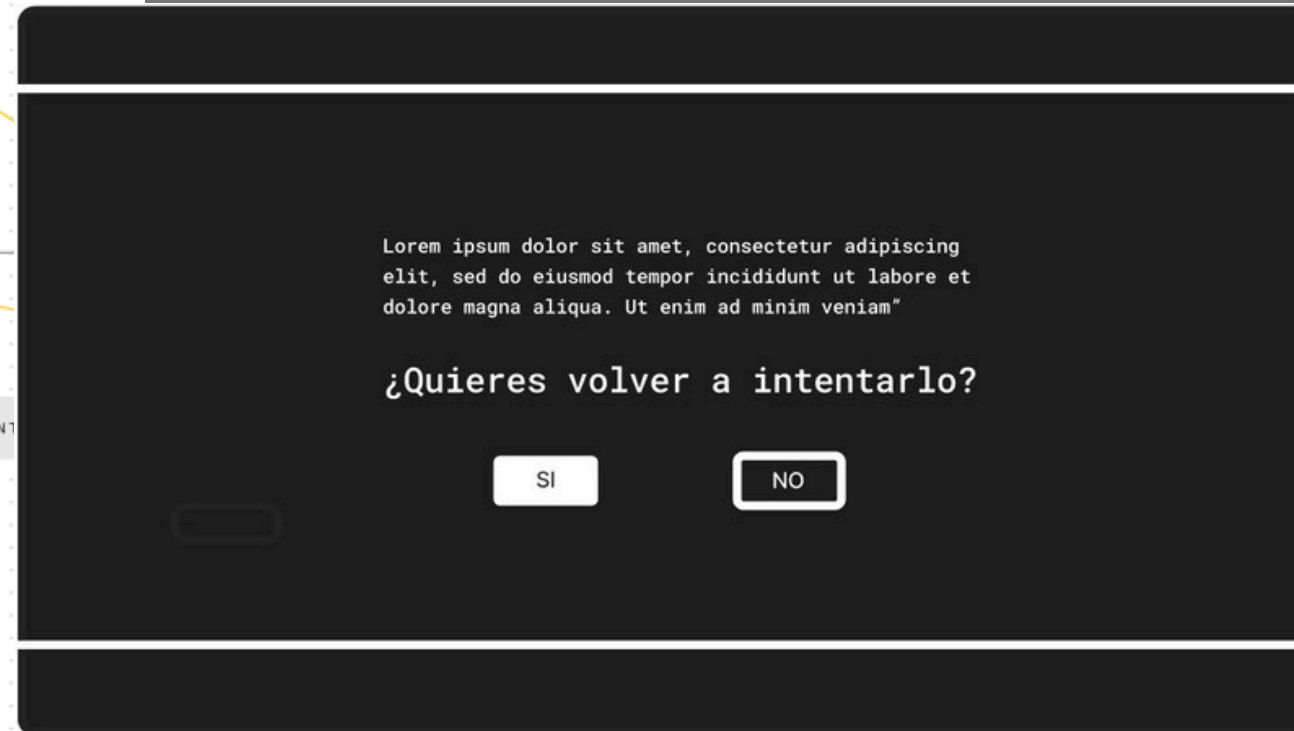 Lorem ipsum dolor sit amet, consectetur adipiscing
elit, sed do eiusmod tempor incididunt ut labore et
dolore magna aliqua. Ut enim ad minim veniam”
¿Quieres volver a intentarlo?
SI
NO